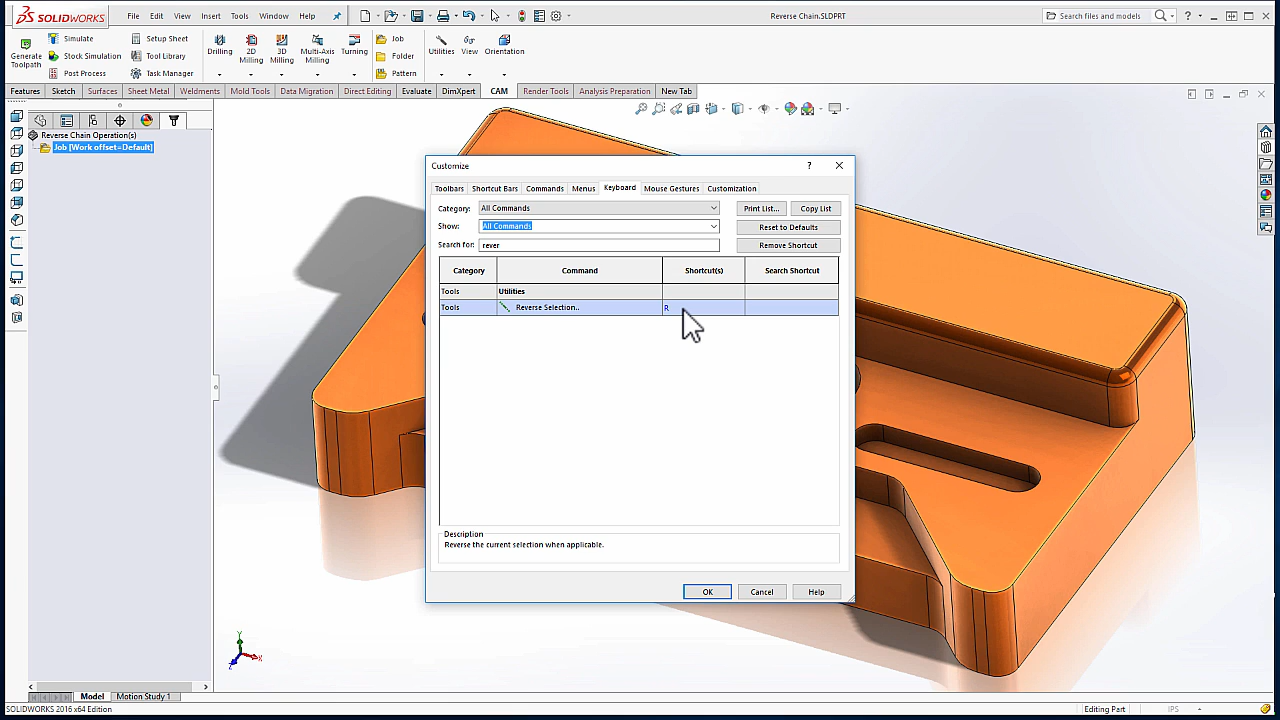 SOLIDWORKS
File Edit View Insert Tools Window Help
Reverse Chain.SLDPRT
Search files and models
?
Generate Toolpath
Simulate
Stock Simulation
Post Process
Setup Sheet
Tool Library
Task Manager
Drilling
2D Milling
3D Milling
Multi-Axis Milling
Turning
Job
Folder
Pattern
Utilities
View
Orientation
Features Sketch Surfaces Sheet Metal Weldments Mold Tools Data Migration Direct Editing Evaluate DimXpert CAM Render Tools Analysis Preparation New Tab
Reverse Chain Operation(s)
Job [Work offset=Default]
Customize
?
Toolbars Shortcut Bars Commands Menus Keyboard Mouse Gestures Customization
Category: All Commands Print List... Copy List
Show: All Commands Reset to Defaults
Search for: rever Remove Shortcut
Category Command Shortcut(s) Search Shortcut
Tools Utilities
Tools Reverse Selection.. R
Description
Reverse the current selection when applicable.
OK Cancel Help
Y
X
Z
Model Motion Study 1
SOLIDWORKS 2016 x64 Edition
Editing Part
IPS